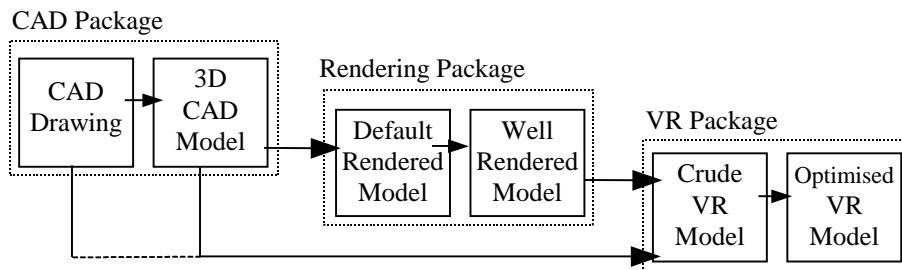 CAD Package
CAD
Drawing
3D
CAD
Model
Rendering Package
Default
Rendered
Model
Well
Rendered
Model
VR Package
Crude
VR
Model
Optimised
VR
Model